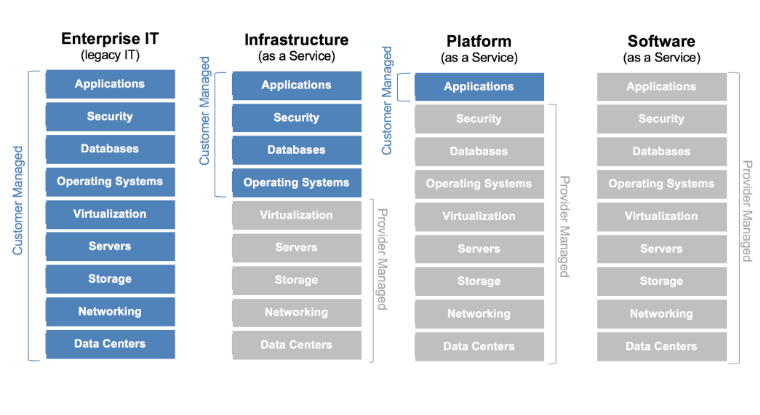 Enterprise IT
(legacy IT)
Customer Managed
Applications
Security
Databases
Operating Systems
Virtualization
Servers
Storage
Networking
Data Centers
Infrastructure
(as a Service)
Customer Managed
Applications
Security
Databases
Operating Systems
Virtualization
Servers
Storage
Networking
Data Centers
Provider Managed
Platform
(as a Service)
Customer Managed
Applications
Security
Databases
Operating Systems
Virtualization
Servers
Storage
Networking
Data Centers
Provider Managed
Software
(as a Service)
Applications
Security
Databases
Operating Systems
Virtualization
Servers
Storage
Networking
Data Centers
Provider Managed